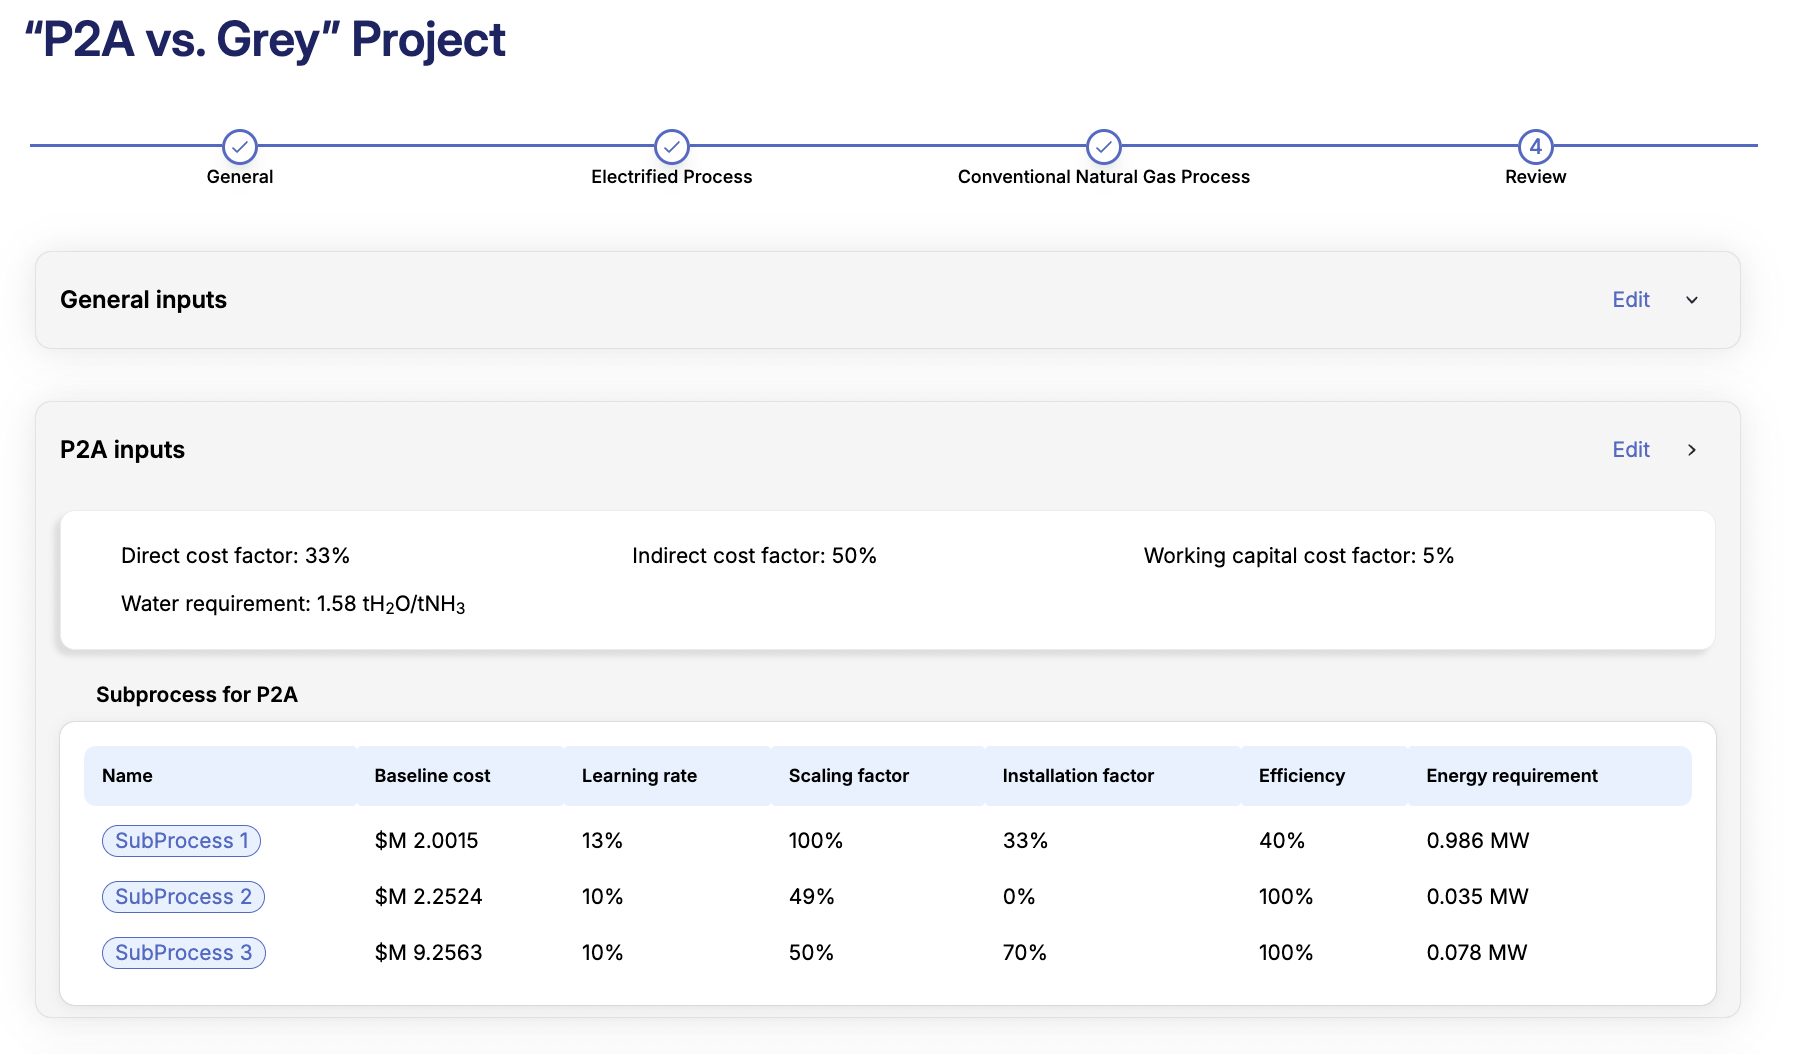 “P2A vs. Grey” Project
General
Electrified Process
Conventional Natural Gas Process
4
Review
General inputs
Edit
P2A inputs
Edit
Direct cost factor: 33% Indirect cost factor: 50% Working capital cost factor: 5%
Water requirement: 1.58 tH₂O/tNH₃
Subprocess for P2A
Name Baseline cost Learning rate Scaling factor Installation factor Efficiency Energy requirement
SubProcess 1 $M 2.0015 13% 100% 33% 40% 0.986 MW
SubProcess 2 $M 2.2524 10% 49% 0% 100% 0.035 MW
SubProcess 3 $M 9.2563 10% 50% 70% 100% 0.078 MW